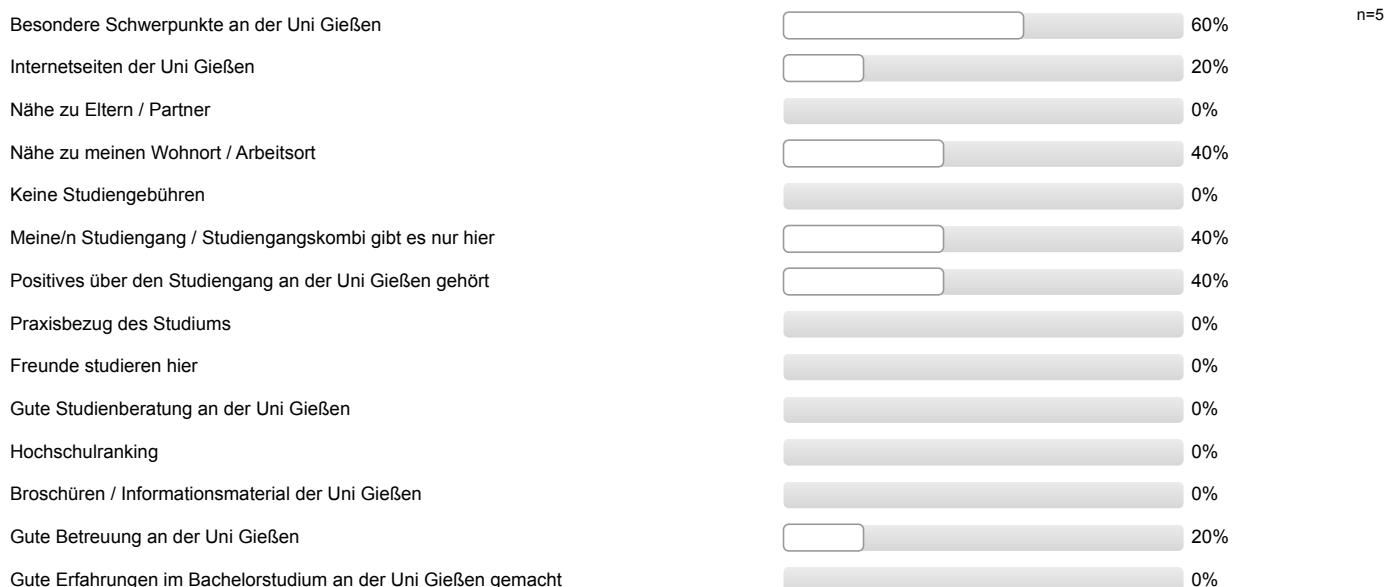 Besondere Schwerpunkte an der Uni Gießen 60% n=5
Internetseiten der Uni Gießen 20%
Nähe zu Eltern / Partner 0%
Nähe zu meinen Wohnort / Arbeitsort 40%
Keine Studiengebühren 0%
Meine/n Studiengang / Studiengangskombi gibt es nur hier 40%
Positives über den Studiengang an der Uni Gießen gehört 40%
Praxisbezug des Studiums 0%
Freunde studieren hier 0%
Gute Studienberatung an der Uni Gießen 0%
Hochschulranking 0%
Broschüren / Informationsmaterial der Uni Gießen 0%
Gute Betreuung an der Uni Gießen 20%
Gute Erfahrungen im Bachelorstudium an der Uni Gießen gemacht 0%